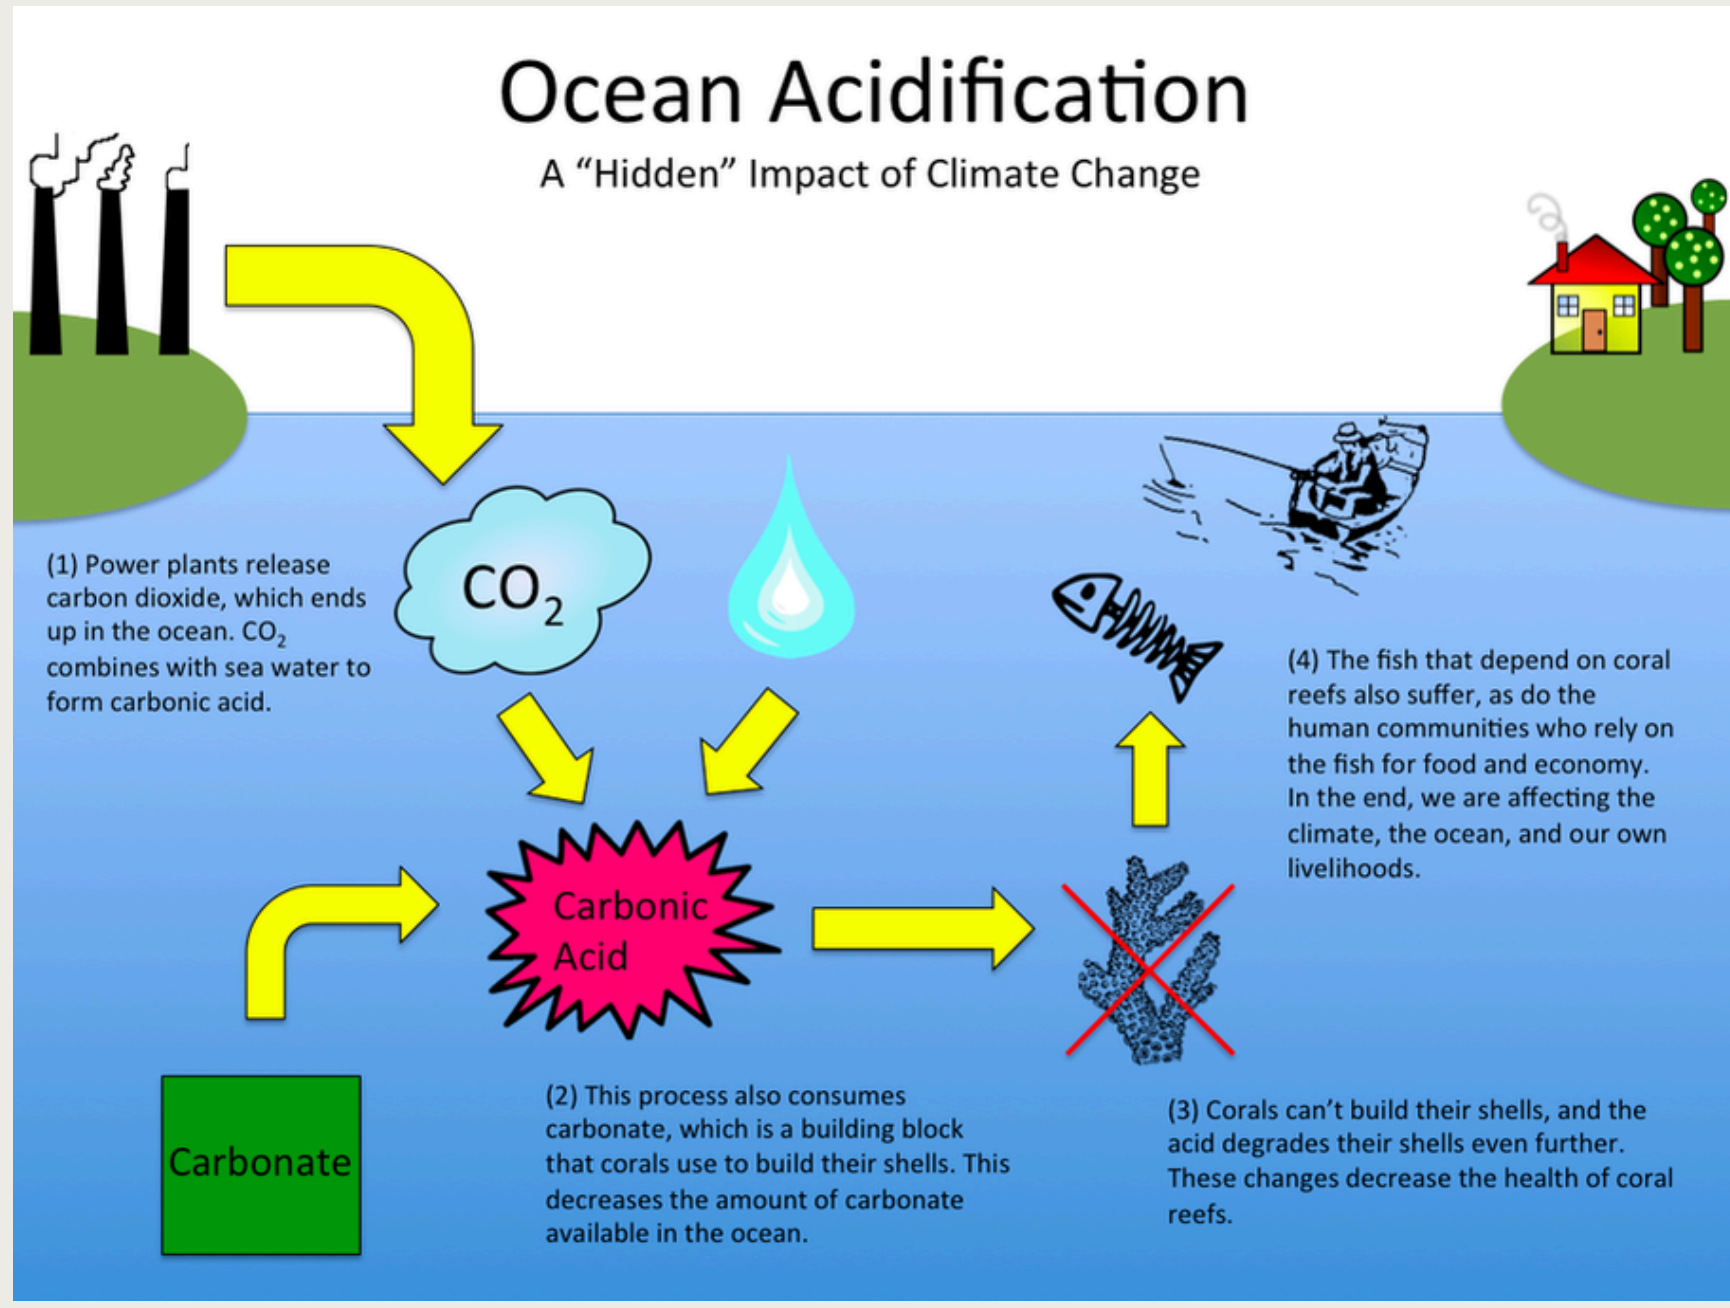 Ocean Acidification
A “Hidden” Impact of Climate Change
(1) Power plants release
carbon dioxide, which ends
up in the ocean. CO₂
combines with sea water to
form carbonic acid.
CO₂
Carbonic
Acid
Carbonate
(2) This process also consumes
carbonate, which is a building block
that corals use to build their shells. This
decreases the amount of carbonate
available in the ocean.
(3) Corals can’t build their shells, and the
acid degrades their shells even further.
These changes decrease the health of coral
reefs.
(4) The fish that depend on coral
reefs also suffer, as do the
human communities who rely on
the fish for food and economy.
In the end, we are affecting the
climate, the ocean, and our own
livelihoods.